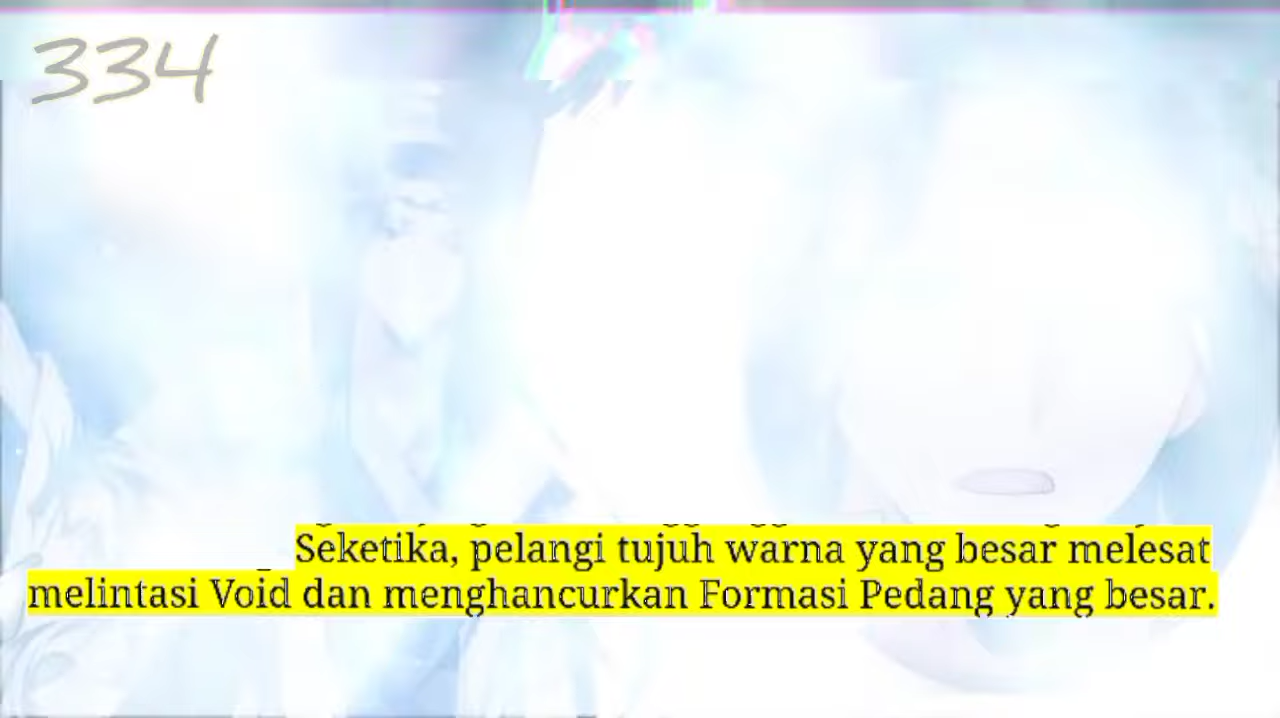 334
Seketika, pelangi tujuh warna yang besar melesat
melintasi Void dan menghancurkan Formasi Pedang yang besar.